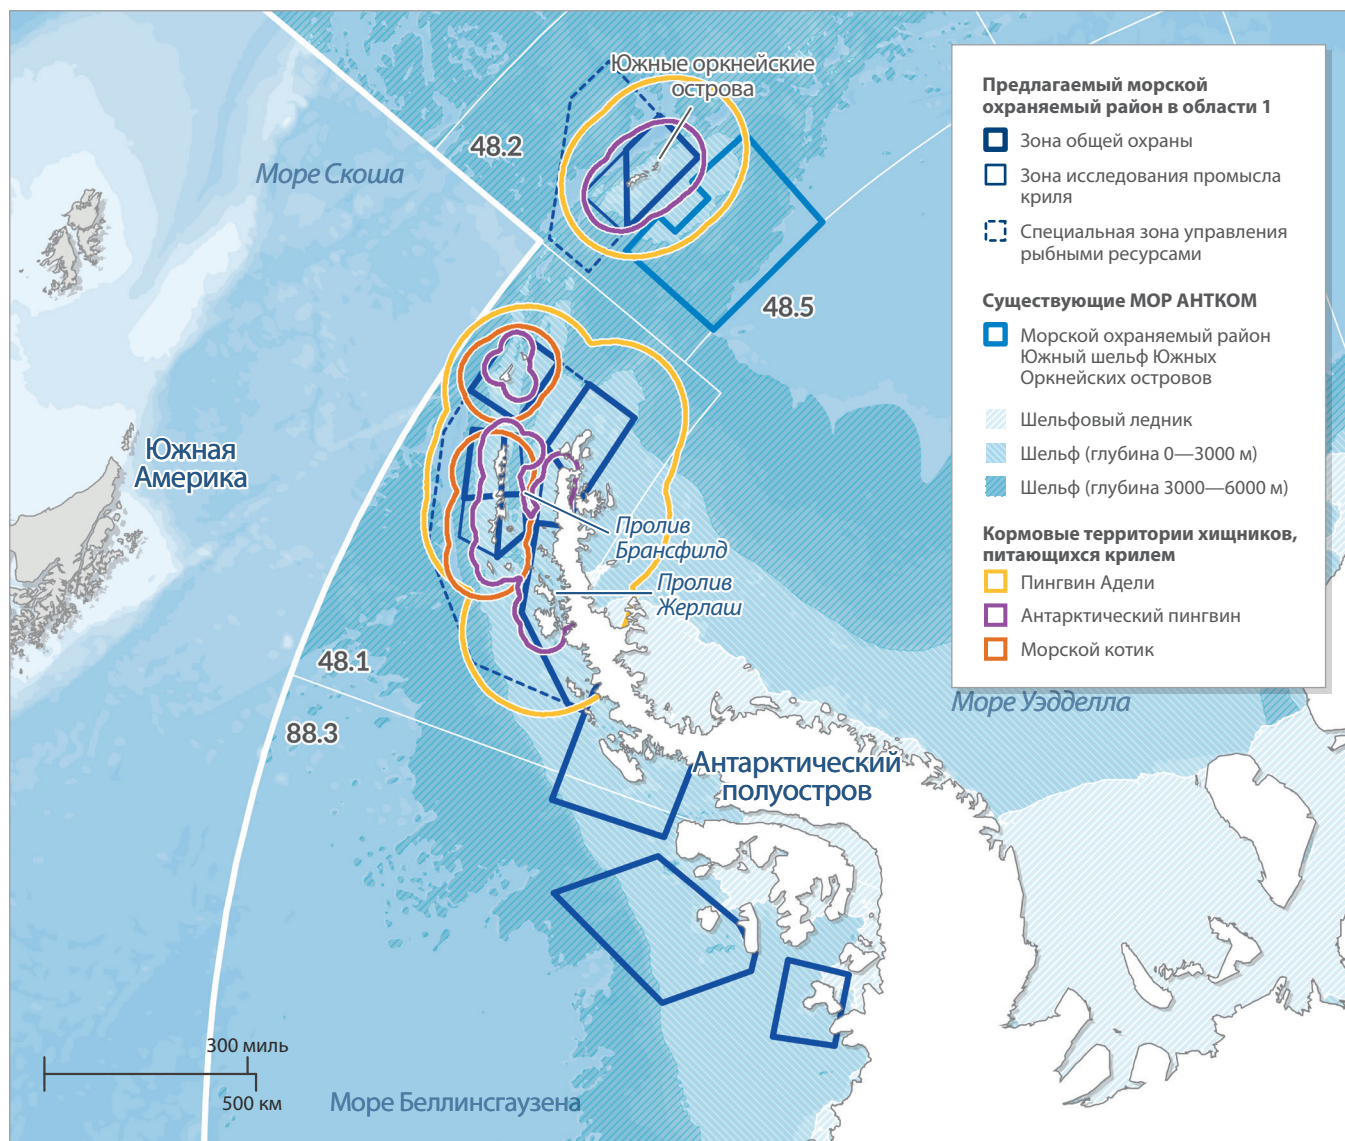 Южные оркнейские
острова
48.2
Море Скоша
48.5
Южная
Америка
Пролив
Брансфилд
Пролив
Жерлаш
48.1
88.3
Море Уэдделла
Антарктический
полуостров
300 миль
500 км
Море Беллинсгаузена
Предлагаемый морской
охраняемый район в области 1
Зона общей охраны
Зона исследования промысла
криля
Специальная зона управления
рыбными ресурсами
Существующие МОР АНТКОМ
Морской охраняемый район
Южный шельф Южных
Оркнейских островов
Шельфовый ледник
Шельф (глубина 0—3000 м)
Шельф (глубина 3000—6000 м)
Кормовые территории хищников,
питающихся крилем
Пингвин Адели
Антарктический пингвин
Морской котик